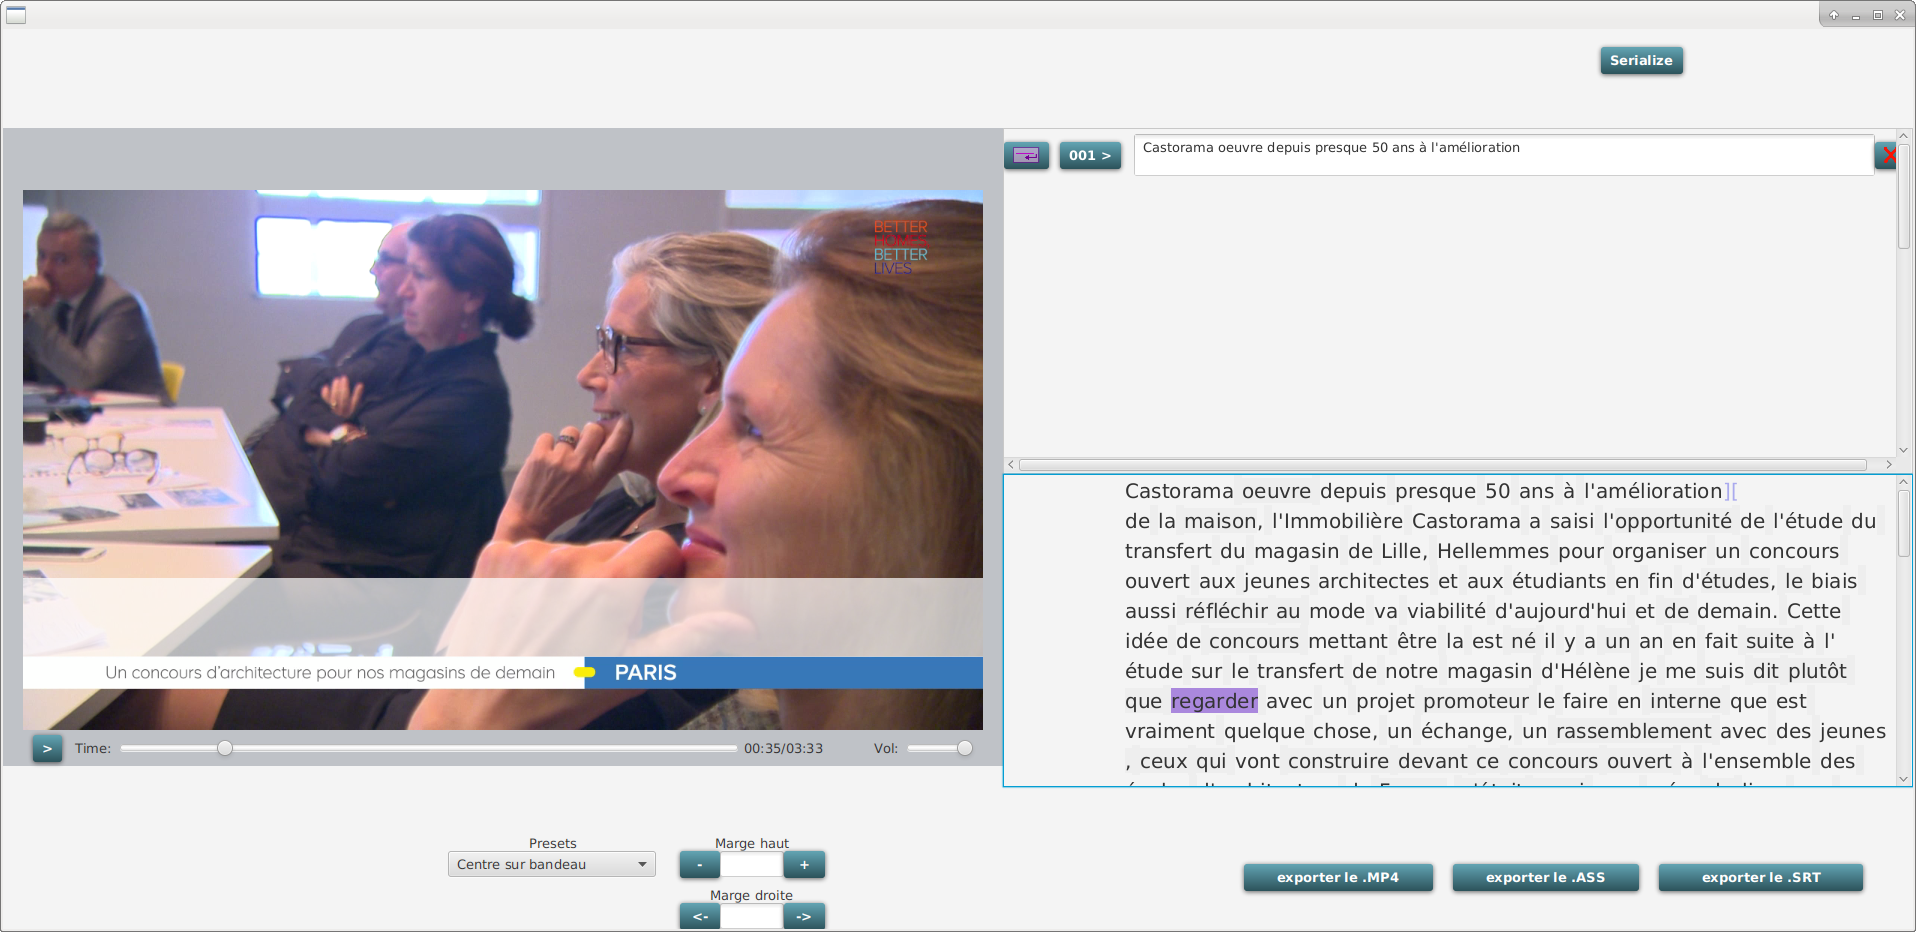 Serialize
001 >
Castorama oeuvre depuis presque 50 ans à l'amélioration
X
BETTER
HOMES,
BETTER
LIVES
Un concours d'architecture pour nos magasins de demain
PARIS
>
Time:
00:35/03:33
Vol:
Castorama oeuvre depuis presque 50 ans à l'amélioration][
de la maison, l'Immobilière Castorama a saisi l'opportunité de l'étude du
transfert du magasin de Lille, Hellemmes pour organiser un concours
ouvert aux jeunes architectes et aux étudiants en fin d'études, le biais
aussi réfléchir au mode va viabilité d'aujourd'hui et de demain. Cette
idée de concours mettant être la est né il y a un an en fait suite à l'
étude sur le transfert de notre magasin d'Hélène je me suis dit plutôt
que regarder avec un projet promoteur le faire en interne que est
vraiment quelque chose, un échange, un rassemblement avec des jeunes
, ceux qui vont construire devant ce concours ouvert à l'ensemble des
Presets
Centre sur bandeau
Marge haut
- +
Marge droite
<- ->
exporter le .MP4
exporter le .ASS
exporter le .SRT